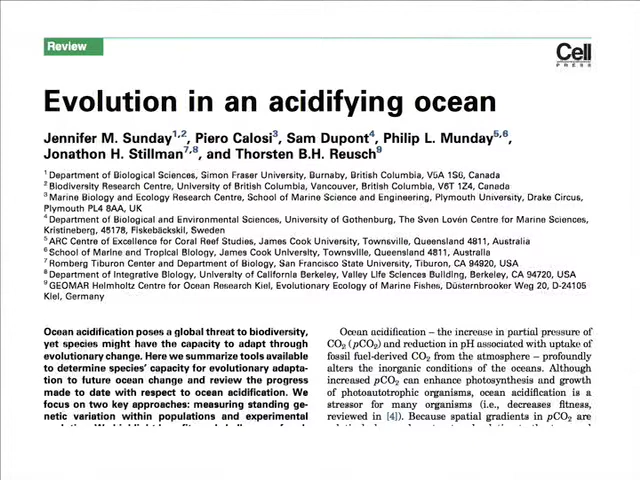 Review
Cell
PRESS
Evolution in an acidifying ocean
Jennifer M. Sunday1,2, Piero Calosi3, Sam Dupont4, Philip L. Munday5,6,
Jonathon H. Stillman7,8, and Thorsten B.H. Reusch9
1 Department of Biological Sciences, Simon Fraser University, Burnaby, British Columbia, V5A 1S6, Canada
2 Biodiversity Research Centre, University of British Columbia, Vancouver, British Columbia, V6T 1Z4, Canada
3 Marine Biology and Ecology Research Centre, School of Marine Science and Engineering, Plymouth University, Drake Circus,
Plymouth PL4 8AA, UK
4 Department of Biological and Environmental Sciences, University of Gothenburg, The Sven Lovén Centre for Marine Sciences,
Kristineberg, 45178, Fiskebäckskil, Sweden
5 ARC Centre of Excellence for Coral Reef Studies, James Cook University, Townsville, Queensland 4811, Australia
6 School of Marine and Tropical Biology, James Cook University, Townsville, Queensland 4811, Australia
7 Romberg Tiburon Center and Department of Biology, San Francisco State University, Tiburon, CA 94920, USA
8 Department of Integrative Biology, University of California Berkeley, Valley Life Sciences Building, Berkeley, CA 94720, USA
9 GEOMAR Helmholtz Centre for Ocean Research Kiel, Evolutionary Ecology of Marine Fishes, Düsternbrooker Weg 20, D-24105
Kiel, Germany
Ocean acidification poses a global threat to biodiversity,
yet species might have the capacity to adapt through
evolutionary change. Here we summarize tools available
to determine species' capacity for evolutionary adapta-
tion to future ocean change and review the progress
made to date with respect to ocean acidification. We
focus on two key approaches: measuring standing ge-
netic variation within populations and experimental
Ocean acidification – the increase in partial pressure of
CO2 (pCO2) and reduction in pH associated with uptake of
fossil fuel-derived CO2 from the atmosphere – profoundly
alters the inorganic conditions of the oceans. Although
increased pCO2 can enhance photosynthesis and growth
of photoautotrophic organisms, ocean acidification is a
stressor for many organisms (i.e., decreases fitness,
reviewed in [4]). Because spatial gradients in pCO2 are